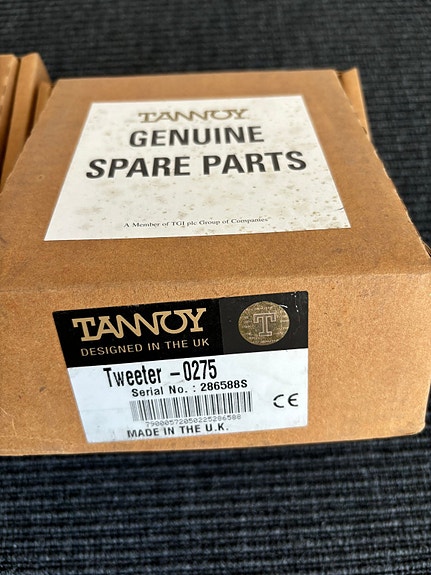 TANNOY
GENUINE
SPARE PARTS
A Member of TGI plc Group of Companies
TANNOY
DESIGNED IN THE UK
T
Tweeter -0275
Serial No. : 286588S
79000572050225286588
CE
MADE IN THE U.K.